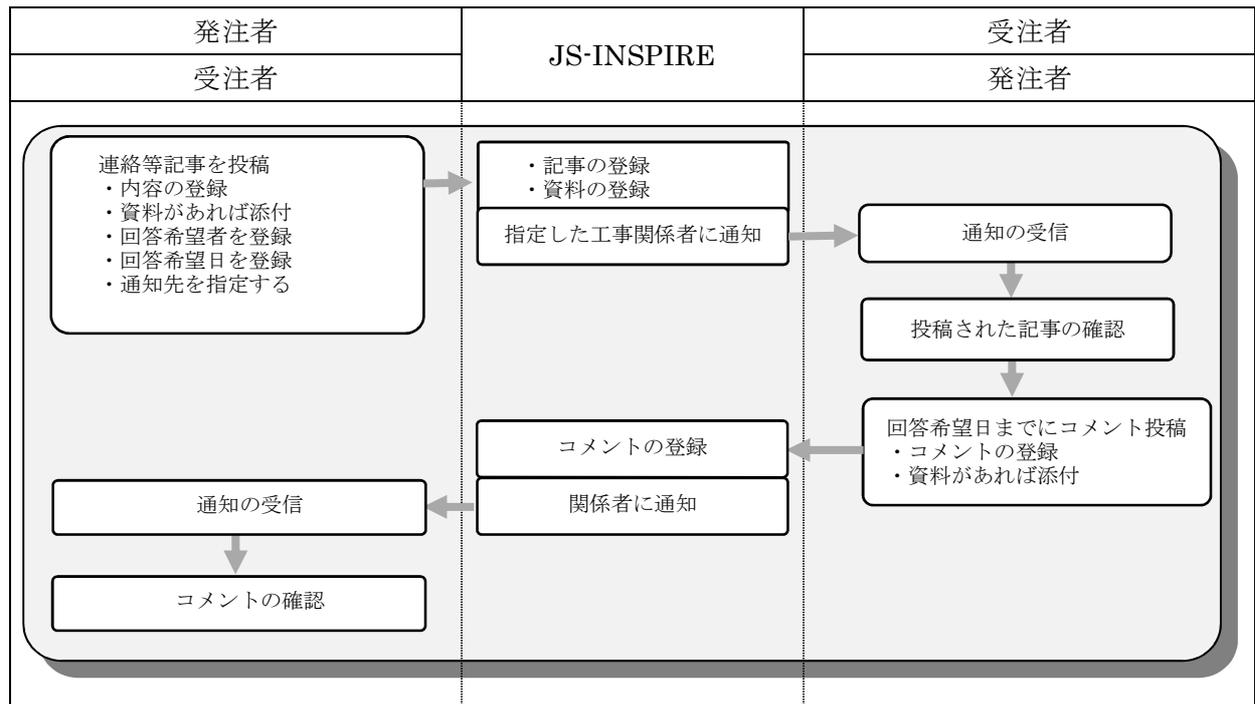 発注者
受注者
JS-INSPIRE
受注者
発注者
連絡等記事を投稿
・内容の登録
・資料があれば添付
・回答希望者を登録
・回答希望日を登録
・通知先を指定する
・記事の登録
・資料の登録
指定した工事関係者に通知
通知の受信
投稿された記事の確認
回答希望日までにコメント投稿
・コメントの登録
・資料があれば添付
コメントの登録
関係者に通知
通知の受信
コメントの確認